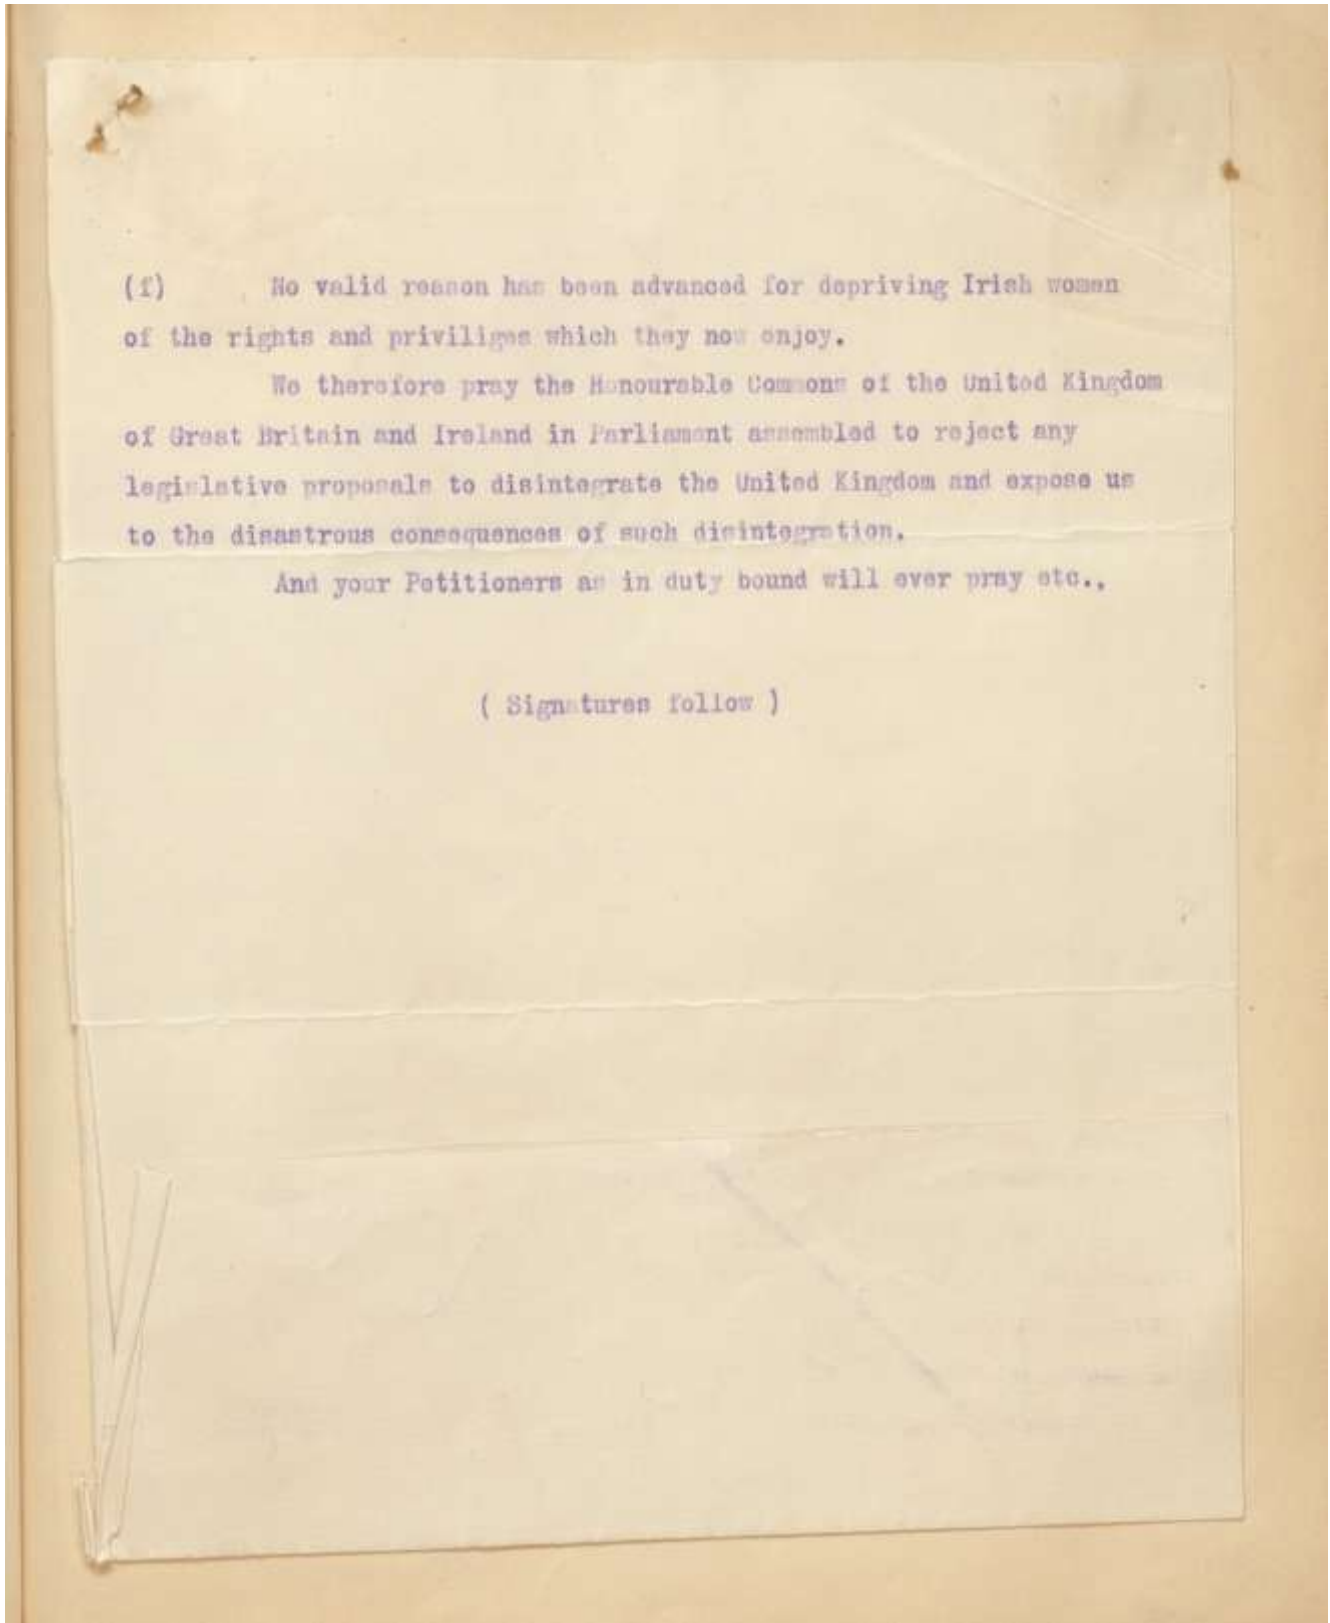 (f) No valid reason has been advanced for depriving Irish women
of the rights and priviliges which they now enjoy.
We therefore pray the Honourable Commons of the United Kingdom
of Great Britain and Ireland in Parliament assembled to reject any
legislative proposals to disintegrate the United Kingdom and expose us
to the disastrous consequences of such disintegration.
And your Petitioners as in duty bound will ever pray etc.,
( Signatures follow )